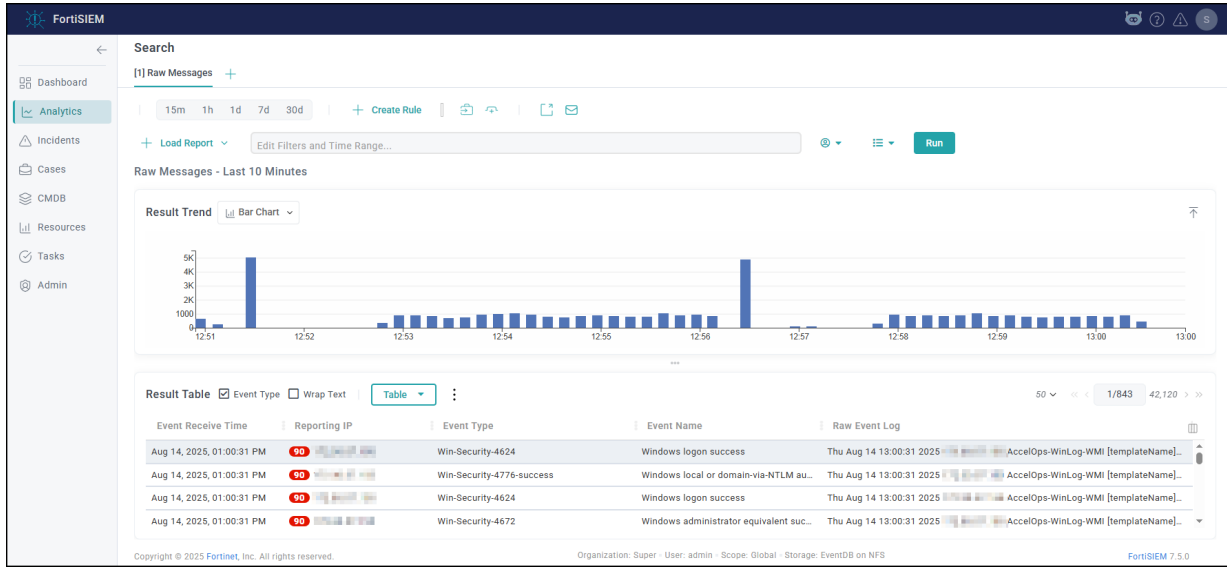 FortiSIEM
S
Search
[1] Raw Messages
Dashboard
Analytics
Incidents
Cases
CMDB
Resources
Tasks
Admin
15m 1h 1d 7d 30d Create Rule
Load Report Edit Filters and Time Range... Run
Raw Messages - Last 10 Minutes
Result Trend Bar Chart
5K
4K
3K
2K
1000
0
12:51 12:52 12:53 12:54 12:55 12:56 12:57 12:58 12:59 13:00 13:00
Result Table Event Type Wrap Text Table 50 1/843 42,120
Event Receive Time Reporting IP Event Type Event Name Raw Event Log
Aug 14, 2025, 01:00:31 PM 90 Win-Security-4624 Windows logon success Thu Aug 14 13:00:31 2025 AccelOps-WinLog-WMI [templateName]...
Aug 14, 2025, 01:00:31 PM 90 Win-Security-4776-success Windows local or domain-via-NTLM au... Thu Aug 14 13:00:31 2025 AccelOps-WinLog-WMI [templateName]...
Aug 14, 2025, 01:00:31 PM 90 Win-Security-4624 Windows logon success Thu Aug 14 13:00:31 2025 AccelOps-WinLog-WMI [templateName]...
Aug 14, 2025, 01:00:31 PM 90 Win-Security-4672 Windows administrator equivalent suc... Thu Aug 14 13:00:31 2025 AccelOps-WinLog-WMI [templateName]...
Copyright © 2025 Fortinet, Inc. All rights reserved. Organization: Super - User: admin - Scope: Global - Storage: EventDB on NFS FortiSIEM 7.5.0